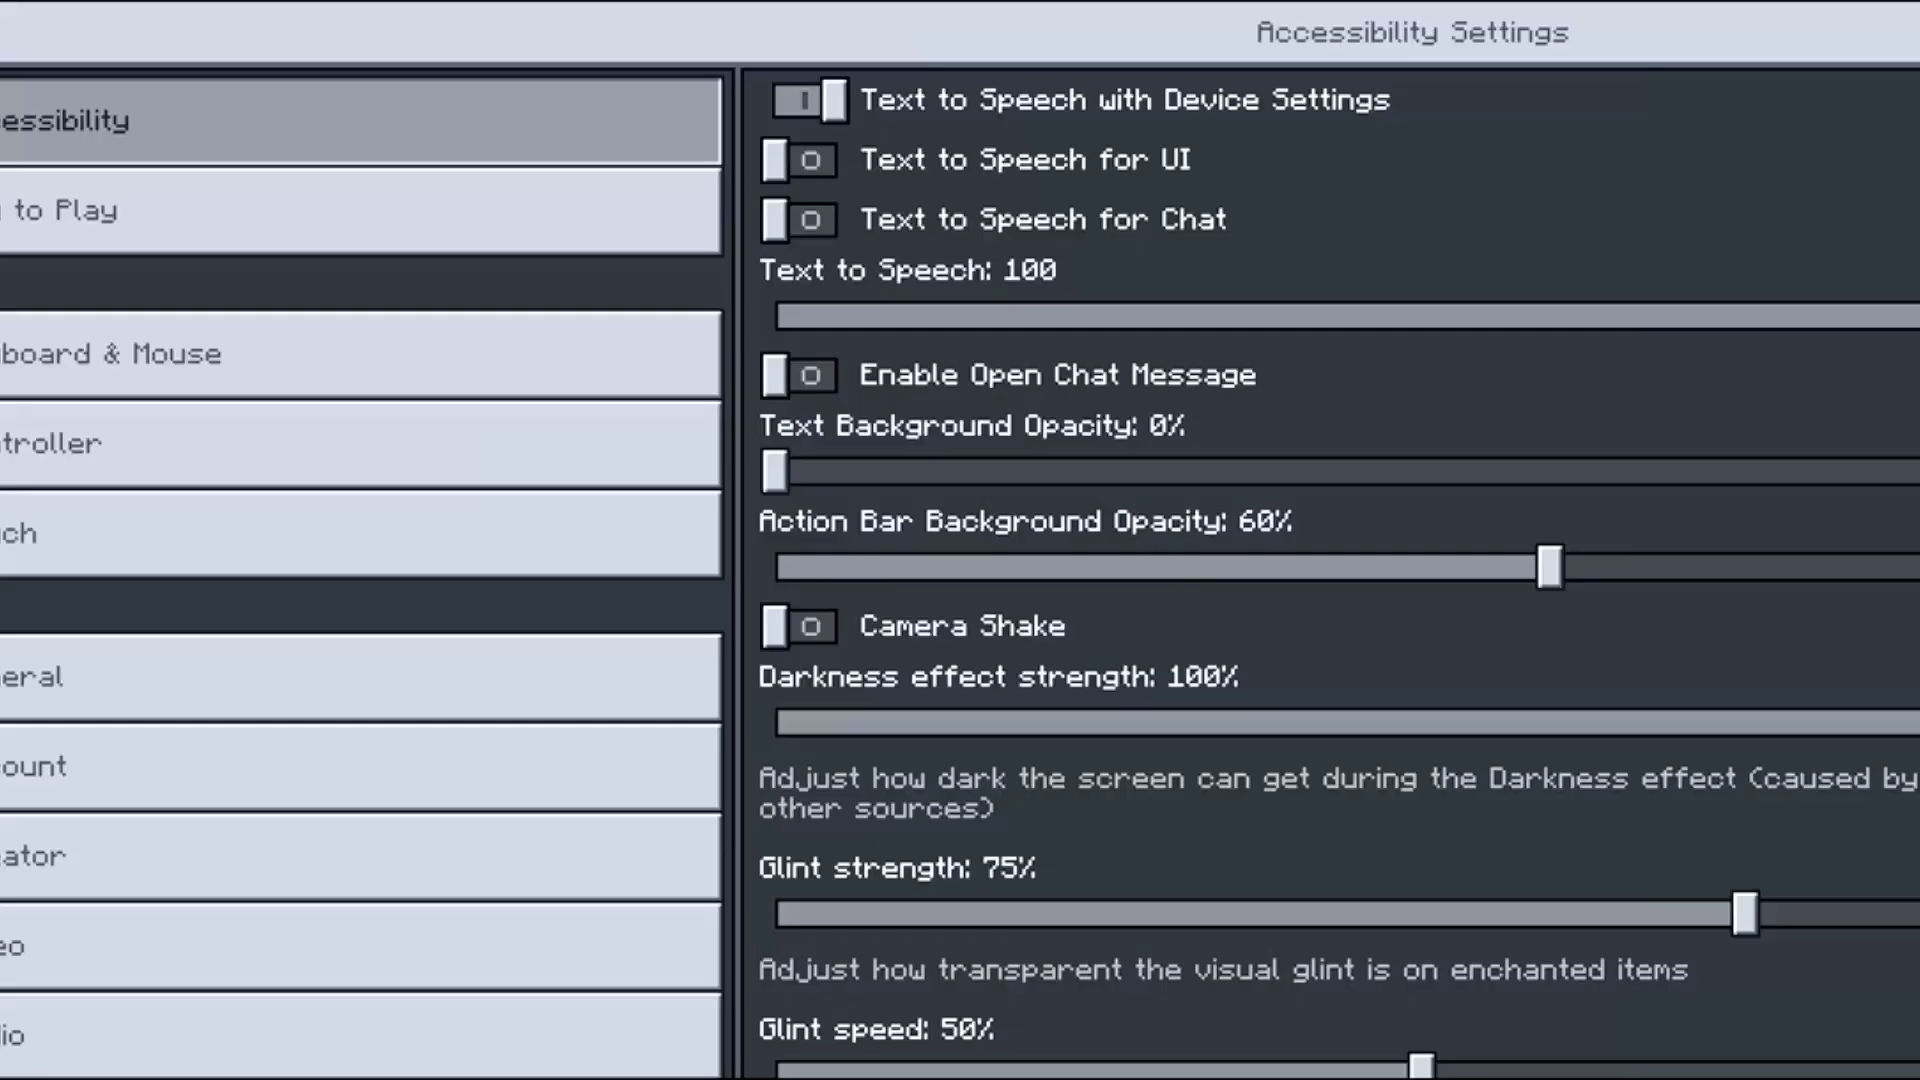 Accessibility Settings
essibility
to Play
board & Mouse
troller
ch
eral
ount
ator
eo
io
Text to Speech with Device Settings
Text to Speech for UI
Text to Speech for Chat
Text to Speech: 100
Enable Open Chat Message
Text Background Opacity: 0%
Action Bar Background Opacity: 60%
Camera Shake
Darkness effect strength: 100%
Adjust how dark the screen can get during the Darkness effect (caused by
other sources)
Glint strength: 75%
Adjust how transparent the visual glint is on enchanted items
Glint speed: 50%